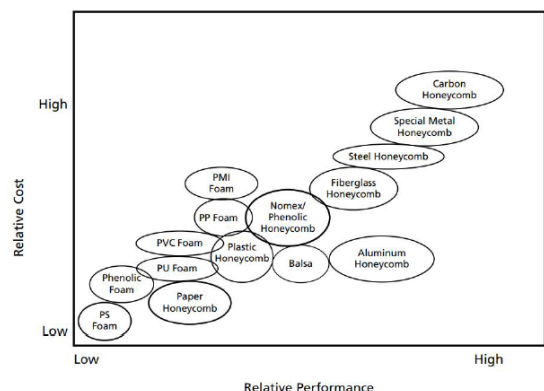 Relative Cost
High
Low
Carbon
Honeycomb
Special Metal
Honeycomb
Steel Honeycomb
PMI
Foam
Fiberglass
Honeycomb
Nomex/
Phenolic
Honeycomb
PP Foam
PVC Foam
Plastic
Honeycomb
Balsa
Aluminum
Honeycomb
PU Foam
Phenolic
Foam
Paper
Honeycomb
PS
Foam
Low
High
Relative Performance